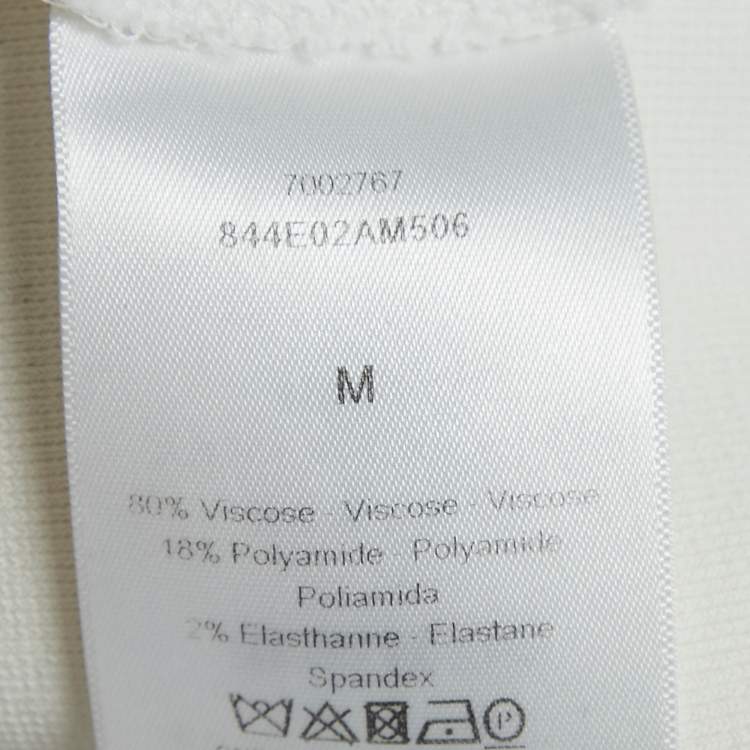 7002767
844E02AM506
M
80% Viscose - Viscose - Viscose
18% Polyamide - Polyamide
Poliamida
2% Elasthanne - Elastane
Spandex
P